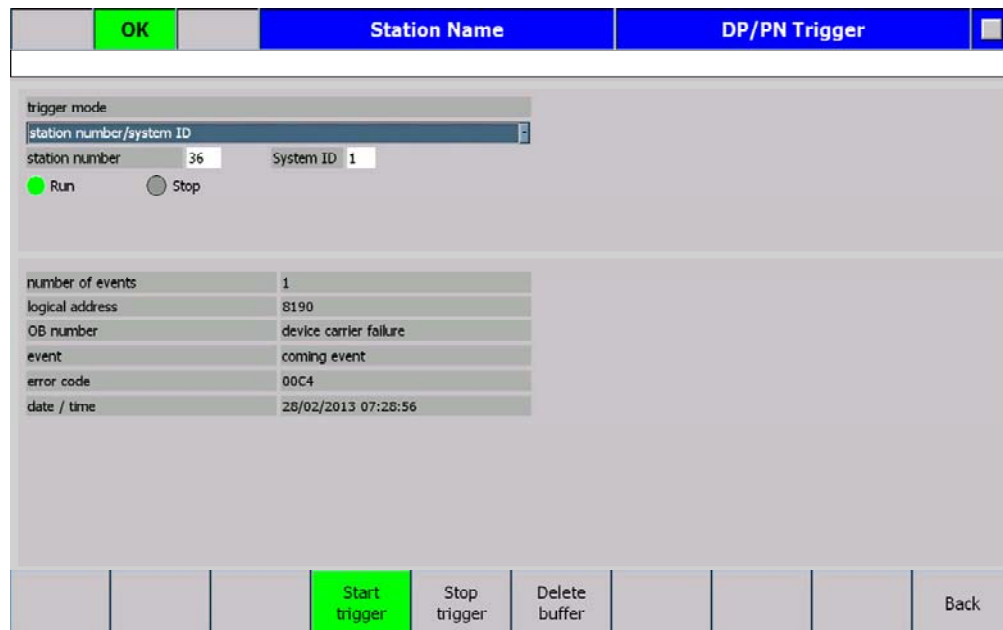 OK Station Name DP/PN Trigger
trigger mode
station number/system ID
station number 36 System ID 1
Run Stop
number of events 1
logical address 8190
OB number device carrier failure
event coming event
error code 00C4
date / time 28/02/2013 07:28:56
Start trigger
Stop trigger
Delete buffer
Back